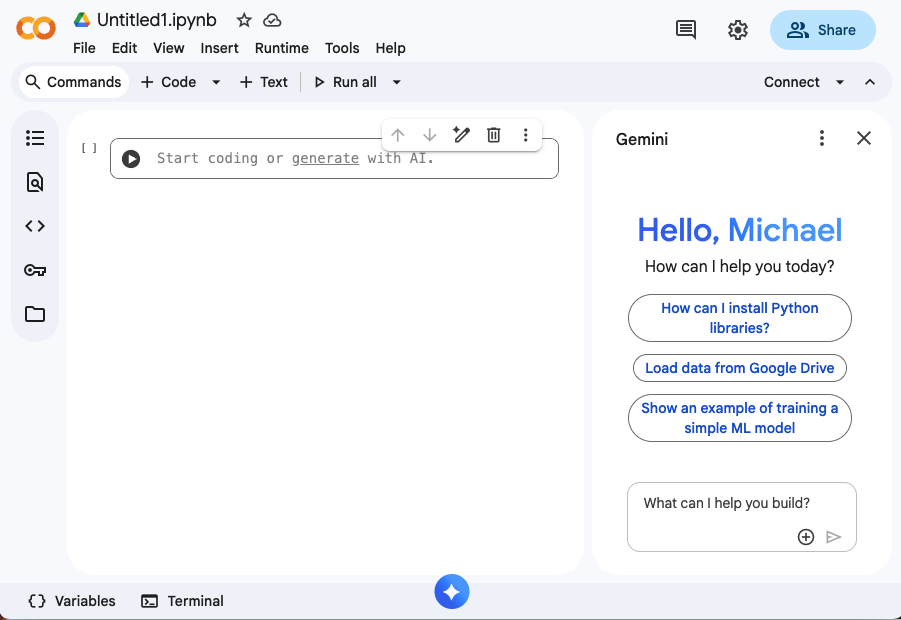 Untitled1.ipynb
File Edit View Insert Runtime Tools Help
Share
Commands + Code + Text Run all Connect
[ ] Start coding or generate with AI.
Gemini
Hello, Michael
How can I help you today?
How can I install Python
libraries?
Load data from Google Drive
Show an example of training a
simple ML model
What can I help you build?
Variables Terminal